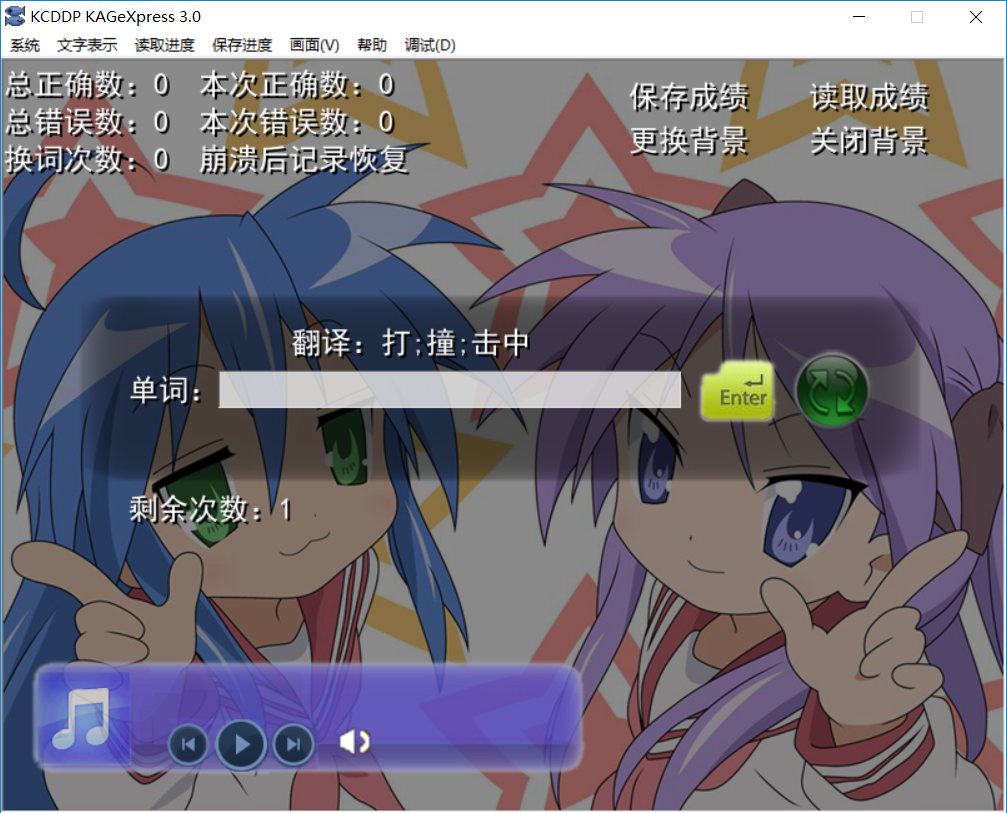 KCDDP KAGeXpress 3.0
系统 文字表示 读取进度 保存进度 画面(V) 帮助 调试(D)
总正确数：0 本次正确数：0
保存成绩 读取成绩
总错误数：0 本次错误数：0
更换背景 关闭背景
换词次数：0 崩溃后记录恢复
翻译：打;撞;击中
单词：
Enter
剩余次数：1